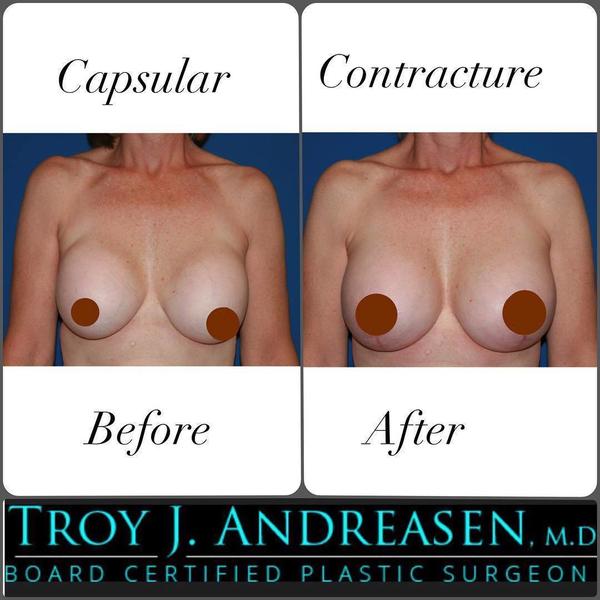 Capsular Contracture
Before After
TROY J. ANDREASEN, M.D
BOARD CERTIFIED PLASTIC SURGEON